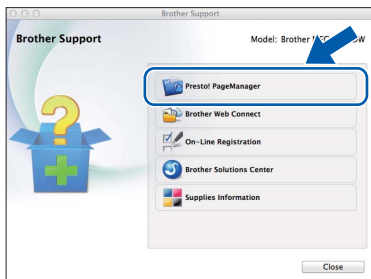 Brother Support
Brother Support
Model: Brother
Presto! PageManager
Brother Web Connect
On-Line Registration
Brother Solutions Center
Supplies Information
Close